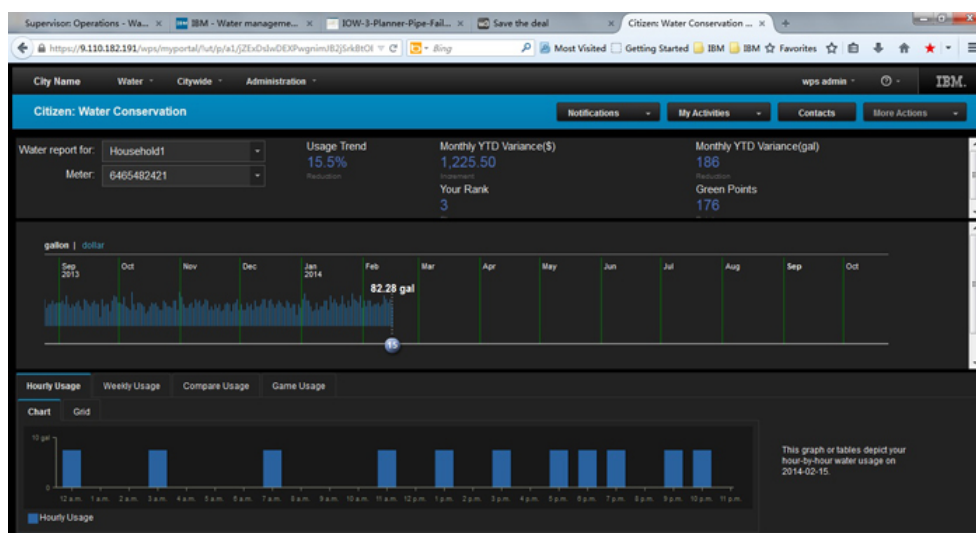 Supervisor: Operations - Wa... × IBM - Water manageme... × IOW-3-Planner-Pipe-Fail... × Save the deal × Citizen: Water Conservation ... × +
Bing Most Visited Getting Started IBM IBM Favorites
City Name Water Citywide Administration wps admin IBM.
Citizen: Water Conservation Notifications My Activities Contacts More Actions
Water report for: Household1 Usage Trend Monthly YTD Variance($) Monthly YTD Variance(gal)
15.5% 1,225.50 186
Meter: 6465482421 Reduction Increment Reduction
Your Rank Green Points
3 176
gallon | dollar
Sep Oct Nov Dec Jan Feb Mar Apr May Jun Jul Aug Sep Oct
2013 2014
82.28 gal
15
Hourly Usage Weekly Usage Compare Usage Game Usage
Chart Grid
10 gal
0
12 a.m. 1 a.m. 2 a.m. 3 a.m. 4 a.m. 5 a.m. 6 a.m. 7 a.m. 8 a.m. 9 a.m. 10 a.m. 11 a.m. 12 p.m. 1 p.m. 2 p.m. 3 p.m. 4 p.m. 5 p.m. 6 p.m. 7 p.m. 8 p.m. 9 p.m. 10 p.m. 11 p.m.
Hourly Usage
This graph or tables depict your
hour-by-hour water usage on
2014-02-15.